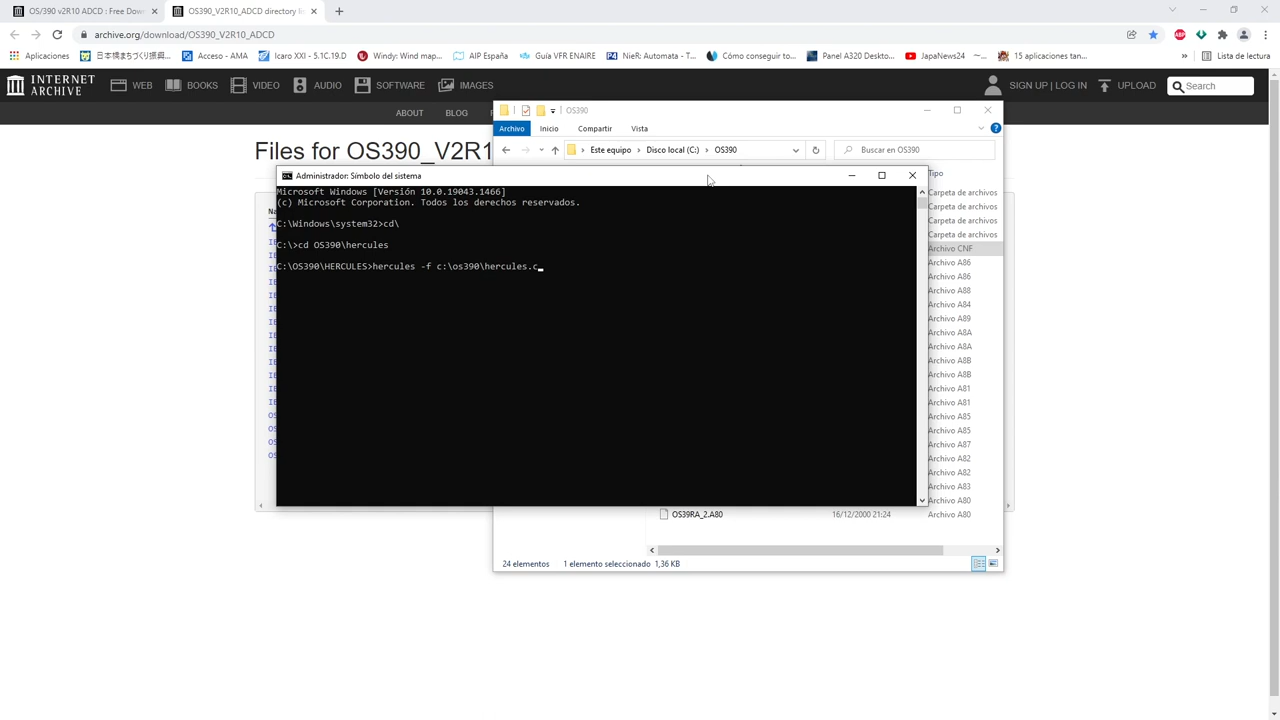 OS/390 v2R10 ADCD : Free Down
OS390_V2R10_ADCD directory li
archive.org/download/OS390_V2R10_ADCD
ABP
Aplicaciones
Acceso - AMA
Icaro XXI - 5.1C.19.D
Windy: Wind map...
AIP España
Guía VFR ENAIRE
NieR: Automata - T...
Cómo conseguir to...
Panel A320 Desktop...
JapaNews24 ~...
15 aplicaciones tan...
»
Lista de lectura
INTERNET ARCHIVE
WEB
BOOKS
VIDEO
AUDIO
SOFTWARE
IMAGES
SIGN UP | LOG IN
UPLOAD
Search
ABOUT
BLOG
Files for OS390_V2R1
OS390
Archivo
Inicio
Compartir
Vista
Este equipo > Disco local (C:) > OS390
Buscar en OS390
Tipo
Carpeta de archivos
Carpeta de archivos
Carpeta de archivos
Carpeta de archivos
Archivo CNF
Archivo A86
Archivo A86
Archivo A88
Archivo A84
Archivo A89
Archivo A8A
Archivo A8A
Archivo A8B
Archivo A8B
Archivo A81
Archivo A81
Archivo A85
Archivo A85
Archivo A87
Archivo A82
Archivo A82
Archivo A83
Archivo A80
OS39RA_2.A80 16/12/2000 21:24 Archivo A80
24 elementos 1 elemento seleccionado 1,36 KB
Administrador: Símbolo del sistema
Microsoft Windows [Versión 10.0.19043.1466]
(c) Microsoft Corporation. Todos los derechos reservados.
C:\Windows\system32>cd\
C:\>cd OS390\hercules
C:\OS390\HERCULES>hercules -f c:\os390\hercules.c